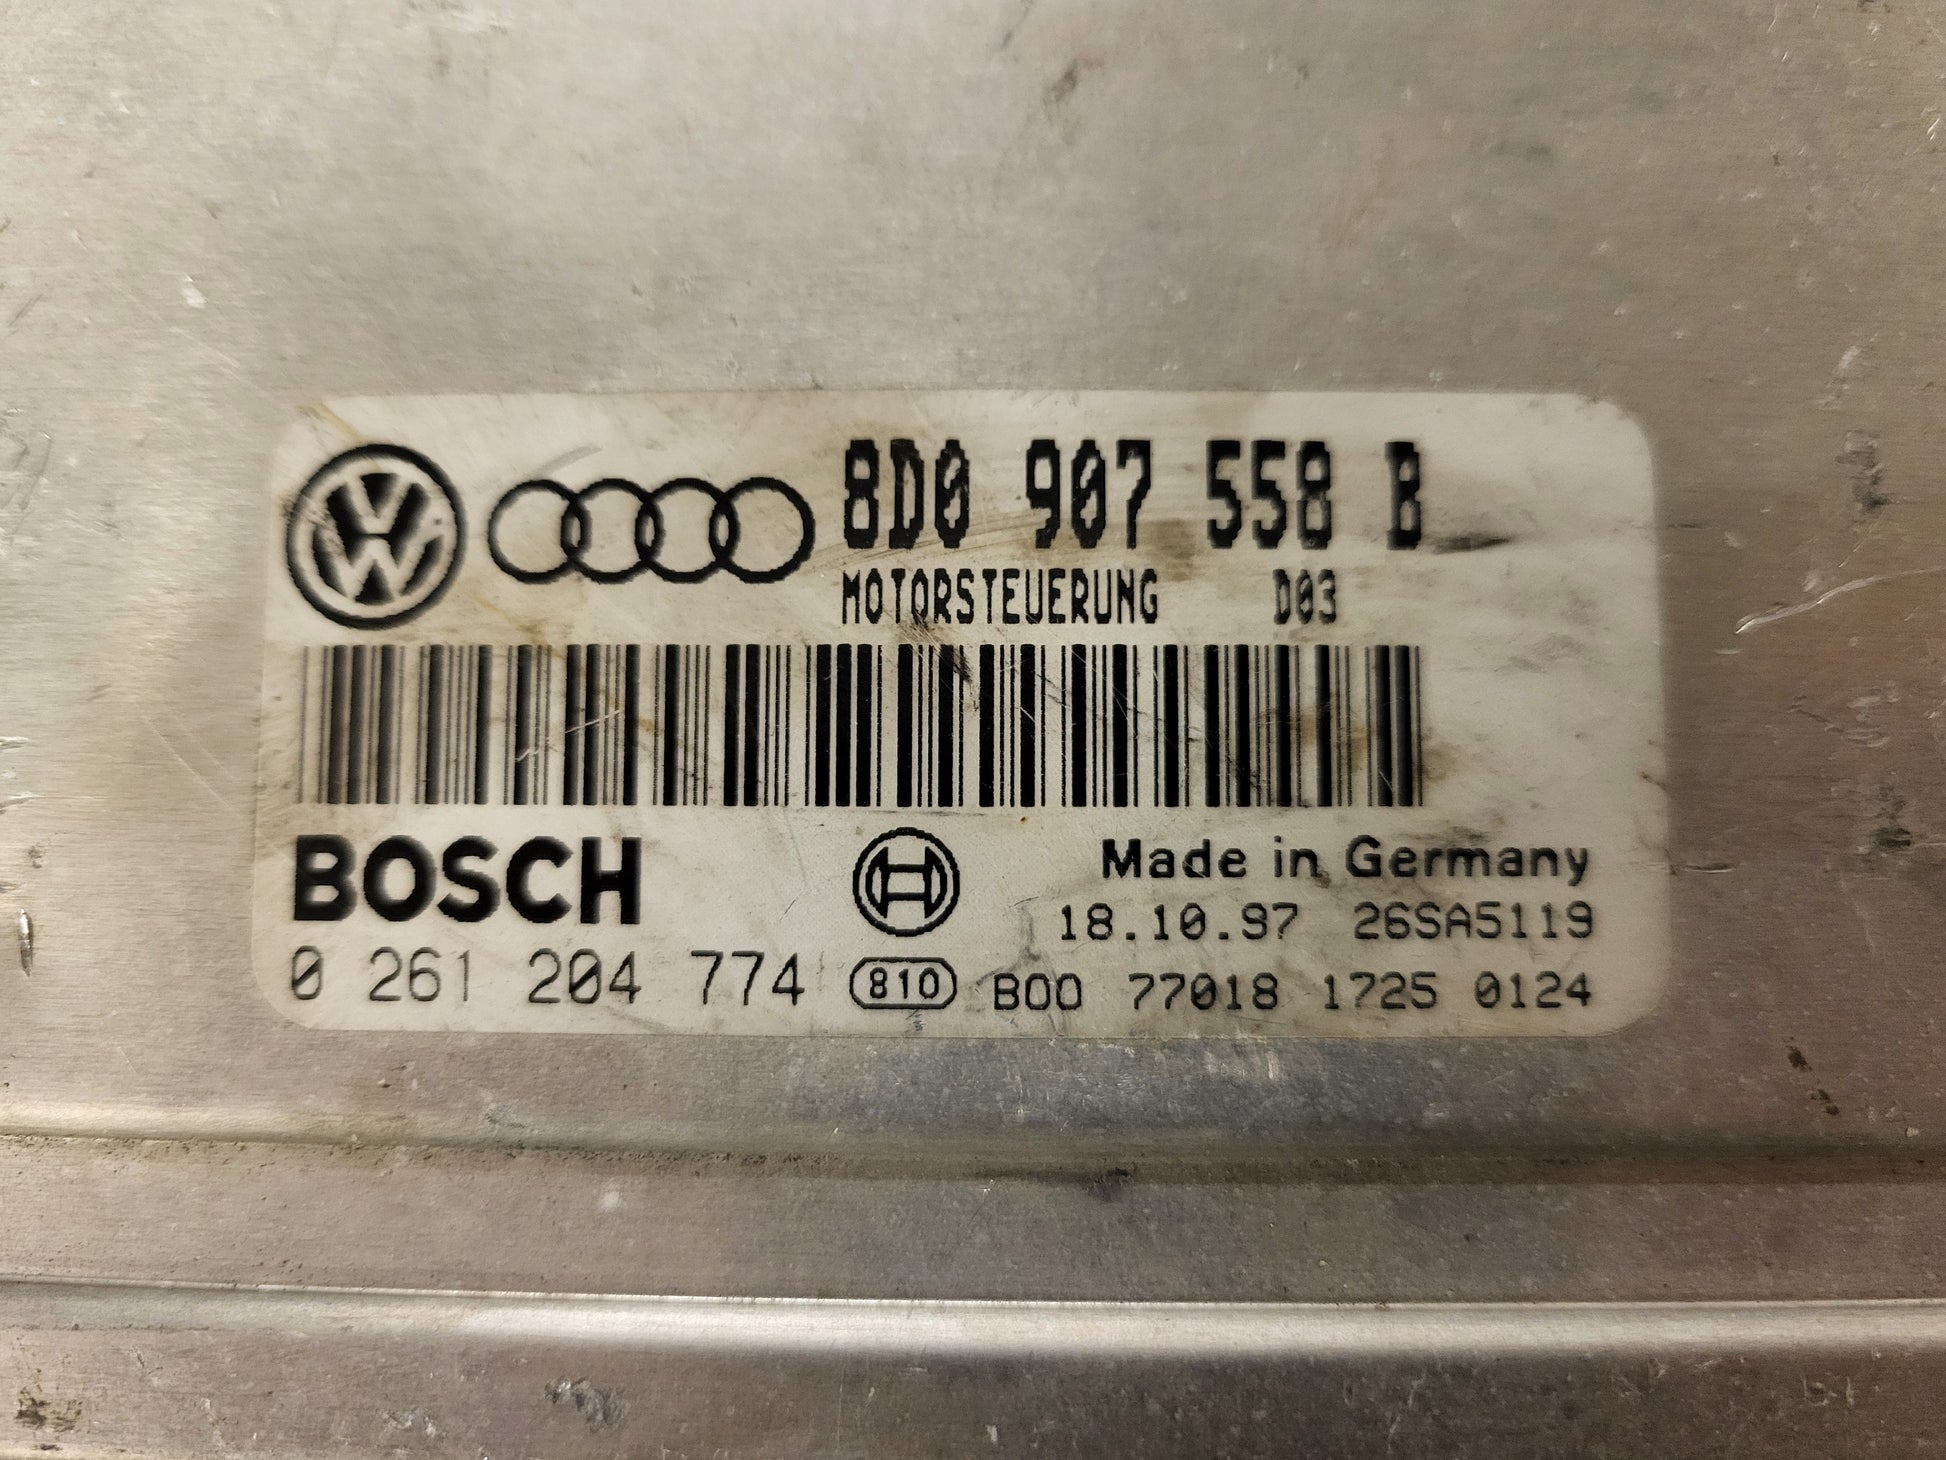 8D0 907 558 B
MOTORSTEUERUNG D03
BOSCH
Made in Germany
18.10.97 26SA5119
0 261 204 774 810 B00 77018 1725 0124